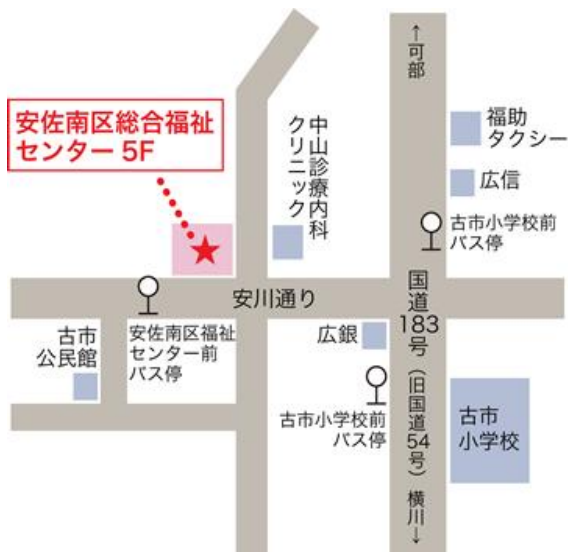 ↑可部
安佐南区総合福祉
センター 5F
中山診療内科
クリニック
福助
タクシー
広信
古市小学校前
バス停
安川通り
国道183号（旧国道54号）
古市
公民館
安佐南区福祉
センター前
バス停
広銀
古市小学校前
バス停
古市
小学校
横川↓